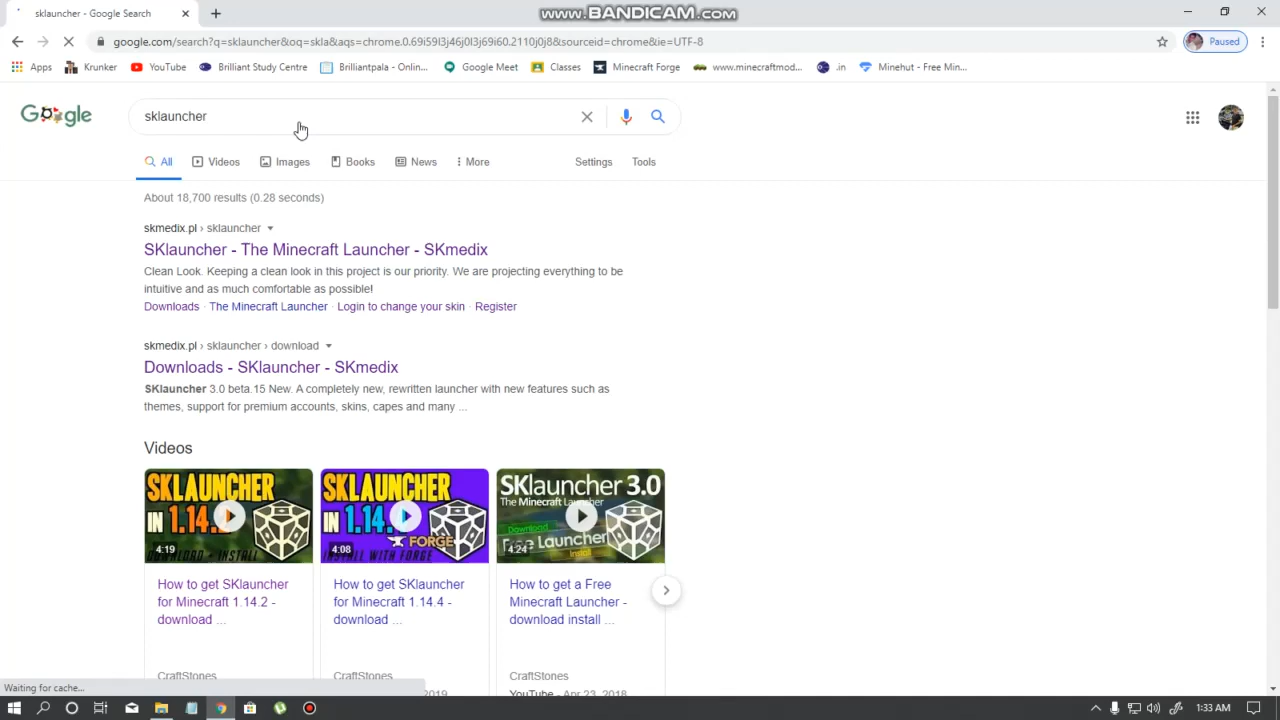 www.BANDICAM.com
sklauncher - Google Search
google.com/search?q=sklauncher&oq=skla&aqs=chrome.0.69i59l3j46j0l3j69i60.2110j0j8&sourceid=chrome&ie=UTF-8
Paused
Apps
Krunker
YouTube
Brilliant Study Centre
Brilliantpala - Onlin...
Google Meet
Classes
Minecraft Forge
www.minecraftmod...
.in
Minehut - Free Min...
Google
sklauncher
All
Videos
Images
Books
News
More
Settings
Tools
About 18,700 results (0.28 seconds)
skmedix.pl › sklauncher
SKlauncher - The Minecraft Launcher - SKmedix
Clean Look. Keeping a clean look in this project is our priority. We are projecting everything to be
intuitive and as much comfortable as possible!
Downloads · The Minecraft Launcher · Login to change your skin · Register
skmedix.pl › sklauncher › download
Downloads - SKlauncher - SKmedix
SKlauncher 3.0 beta.15 New. A completely new, rewritten launcher with new features such as
themes, support for premium accounts, skins, capes and many ...
Videos
SKLAUNCHER
IN 1.14.
DOWNLOAD - INSTALL
4:19
SKLAUNCHER
IN 1.14.
FORGE
INSTALL WITH FORGE
4:08
SKlauncher 3.0
The Minecraft Launcher
Download
Free Launcher
Install
4:24
How to get SKlauncher
for Minecraft 1.14.2 -
download ...
How to get SKlauncher
for Minecraft 1.14.4 -
download ...
How to get a Free
Minecraft Launcher -
download install ...
CraftStones
CraftStones
CraftStones
2019
YouTube - Apr 23, 2018
Waiting for cache...
1:33 AM